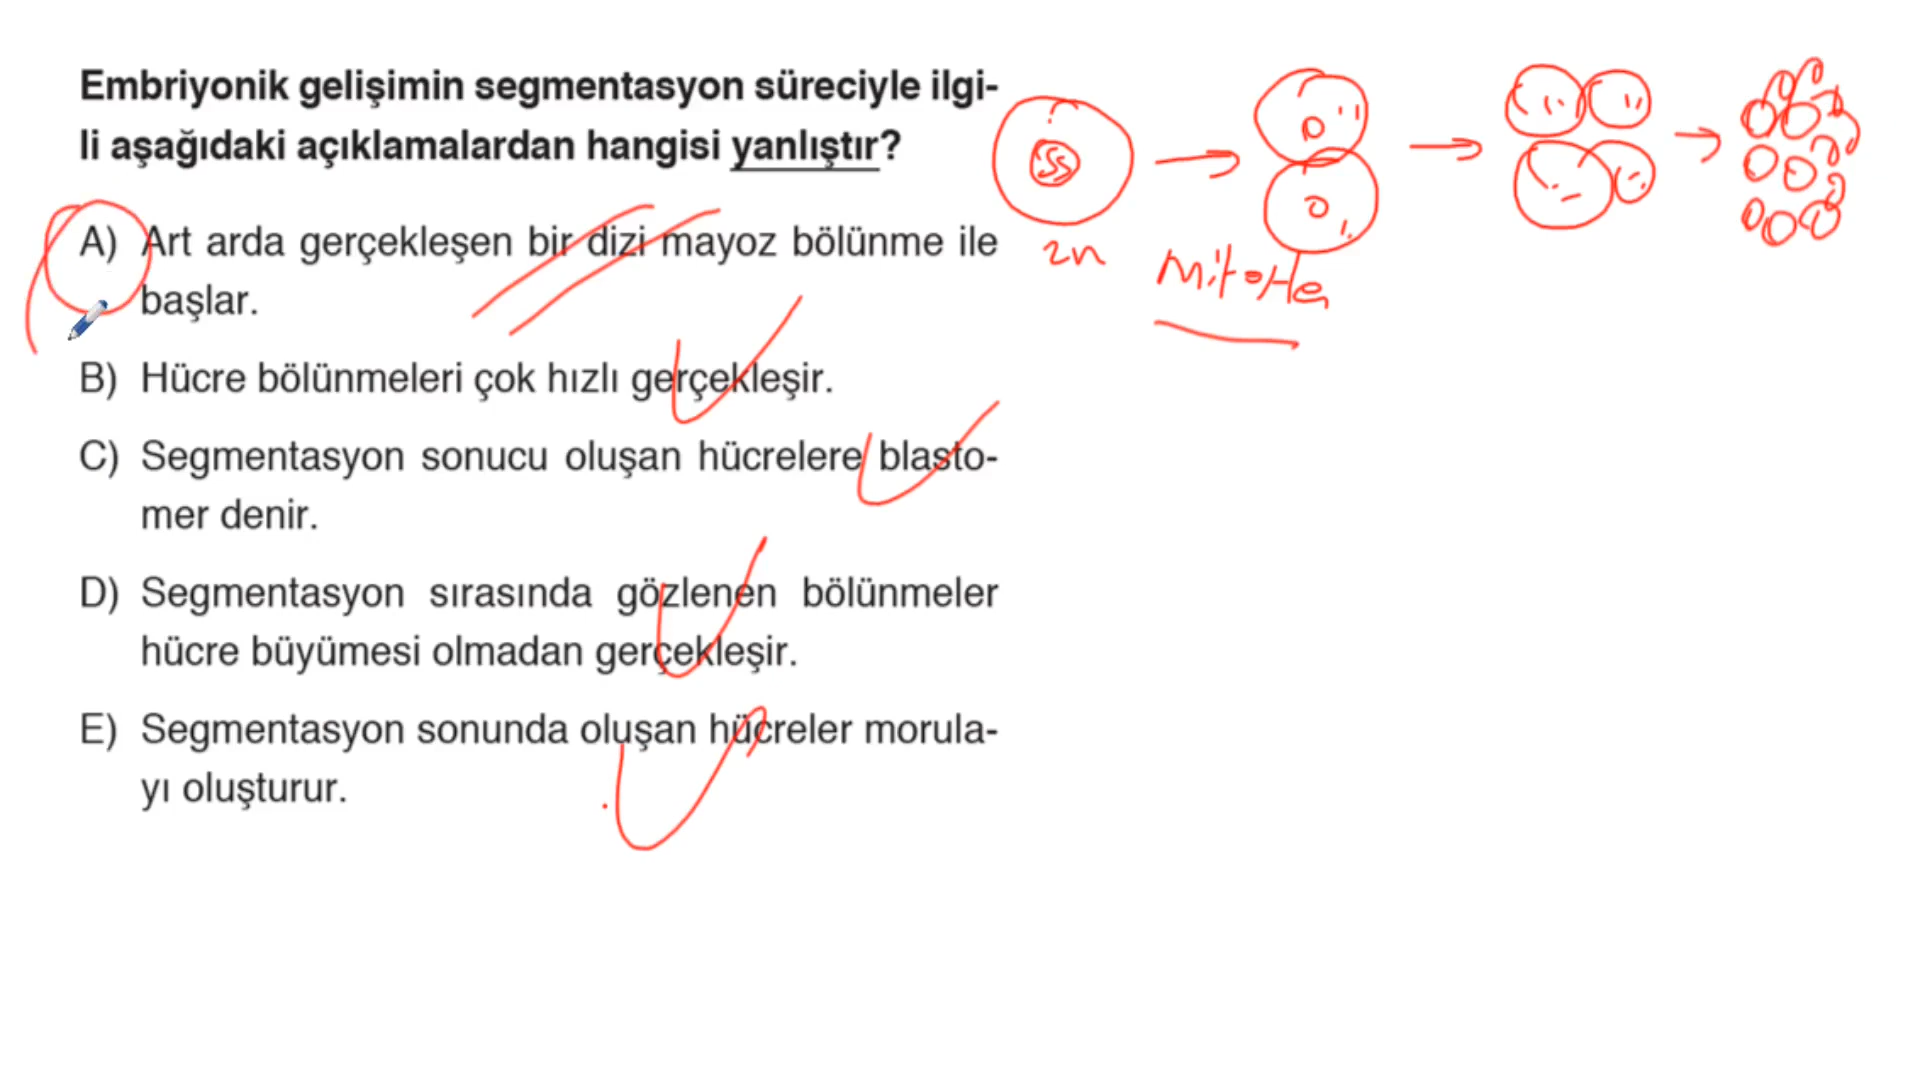 Embriyonik gelişimin segmentasyon süreciyle ilgi-
li aşağıdaki açıklamalardan hangisi yanlıştır?
A) Art arda gerçekleşen bir dizi mayoz bölünme ile
başlar.
B) Hücre bölünmeleri çok hızlı gerçekleşir.
C) Segmentasyon sonucu oluşan hücrelere blasto-
mer denir.
D) Segmentasyon sırasında gözlenen bölünmeler
hücre büyümesi olmadan gerçekleşir.
E) Segmentasyon sonunda oluşan hücreler morula-
yı oluşturur.
2n